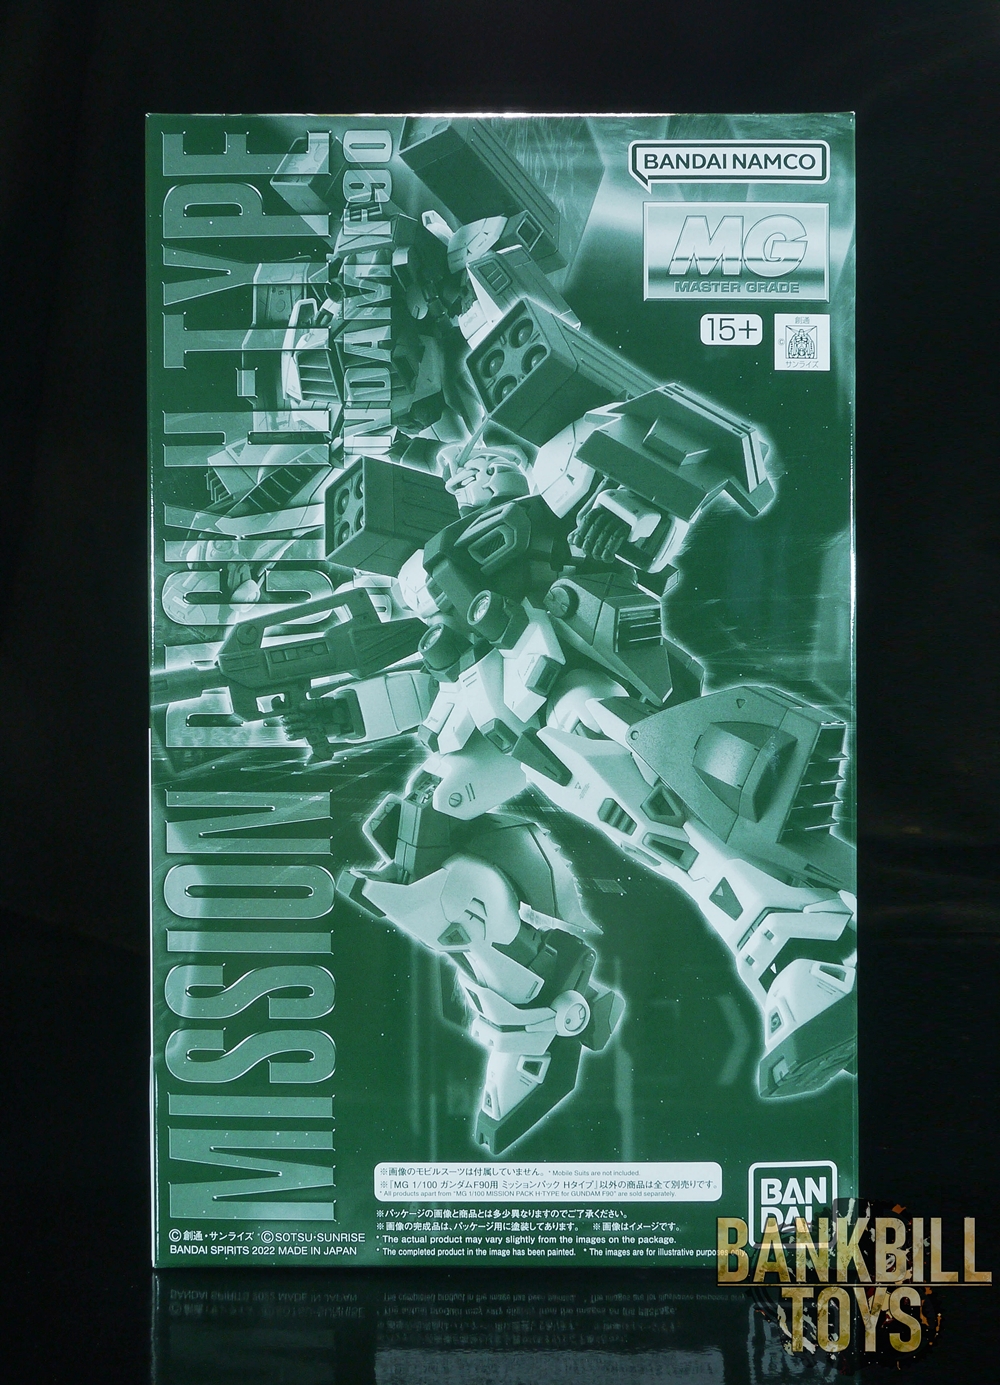 MISSION PACK H-TYPE
NDAM F90
BANDAI NAMCO
MG
MASTER GRADE
15+
創通
©
サンライズ
※画像のモビルスーツは付属していません。 * Mobile Suits are not included.
※「MG 1/100 ガンダムF90用 ミッションパック Hタイプ」以外の商品は全て別売りです。
* All products apart from "MG 1/100 MISSION PACK H-TYPE for GUNDAM F90" are sold separately.
※パッケージの画像と商品とは多少異なりますのでご了承ください。
※画像の完成品は、パッケージ用に塗装してあります。 ※画像はイメージです。
* The actual product may vary slightly from the images on the package.
* The completed product in the image has been painted. * The images are for illustrative purposes only.
©創通・サンライズ ©SOTSU・SUNRISE
BANDAI SPIRITS 2022 MADE IN JAPAN
BAN
DAI
BANKBILL
TOYS